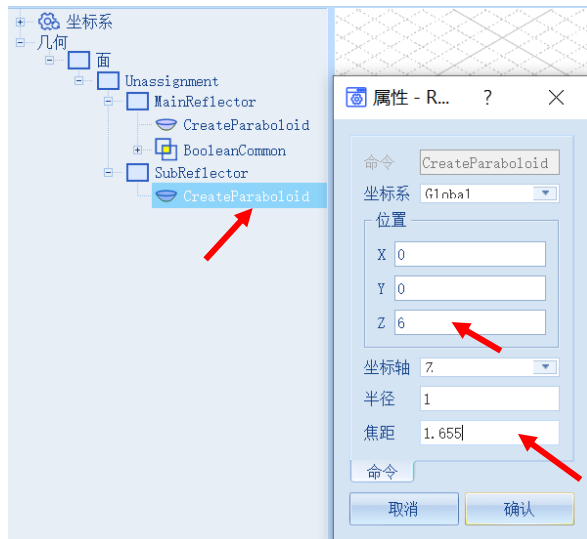 坐标系
几何
面
Unassignment
MainReflector
CreateParaboloid
BooleanCommon
SubReflector
CreateParaboloid
属性 - R... ?
命令 CreateParaboloid
坐标系 Global
位置
X 0
Y 0
Z 6
坐标轴 Z
半径 1
焦距 1.655
命令
取消 确认